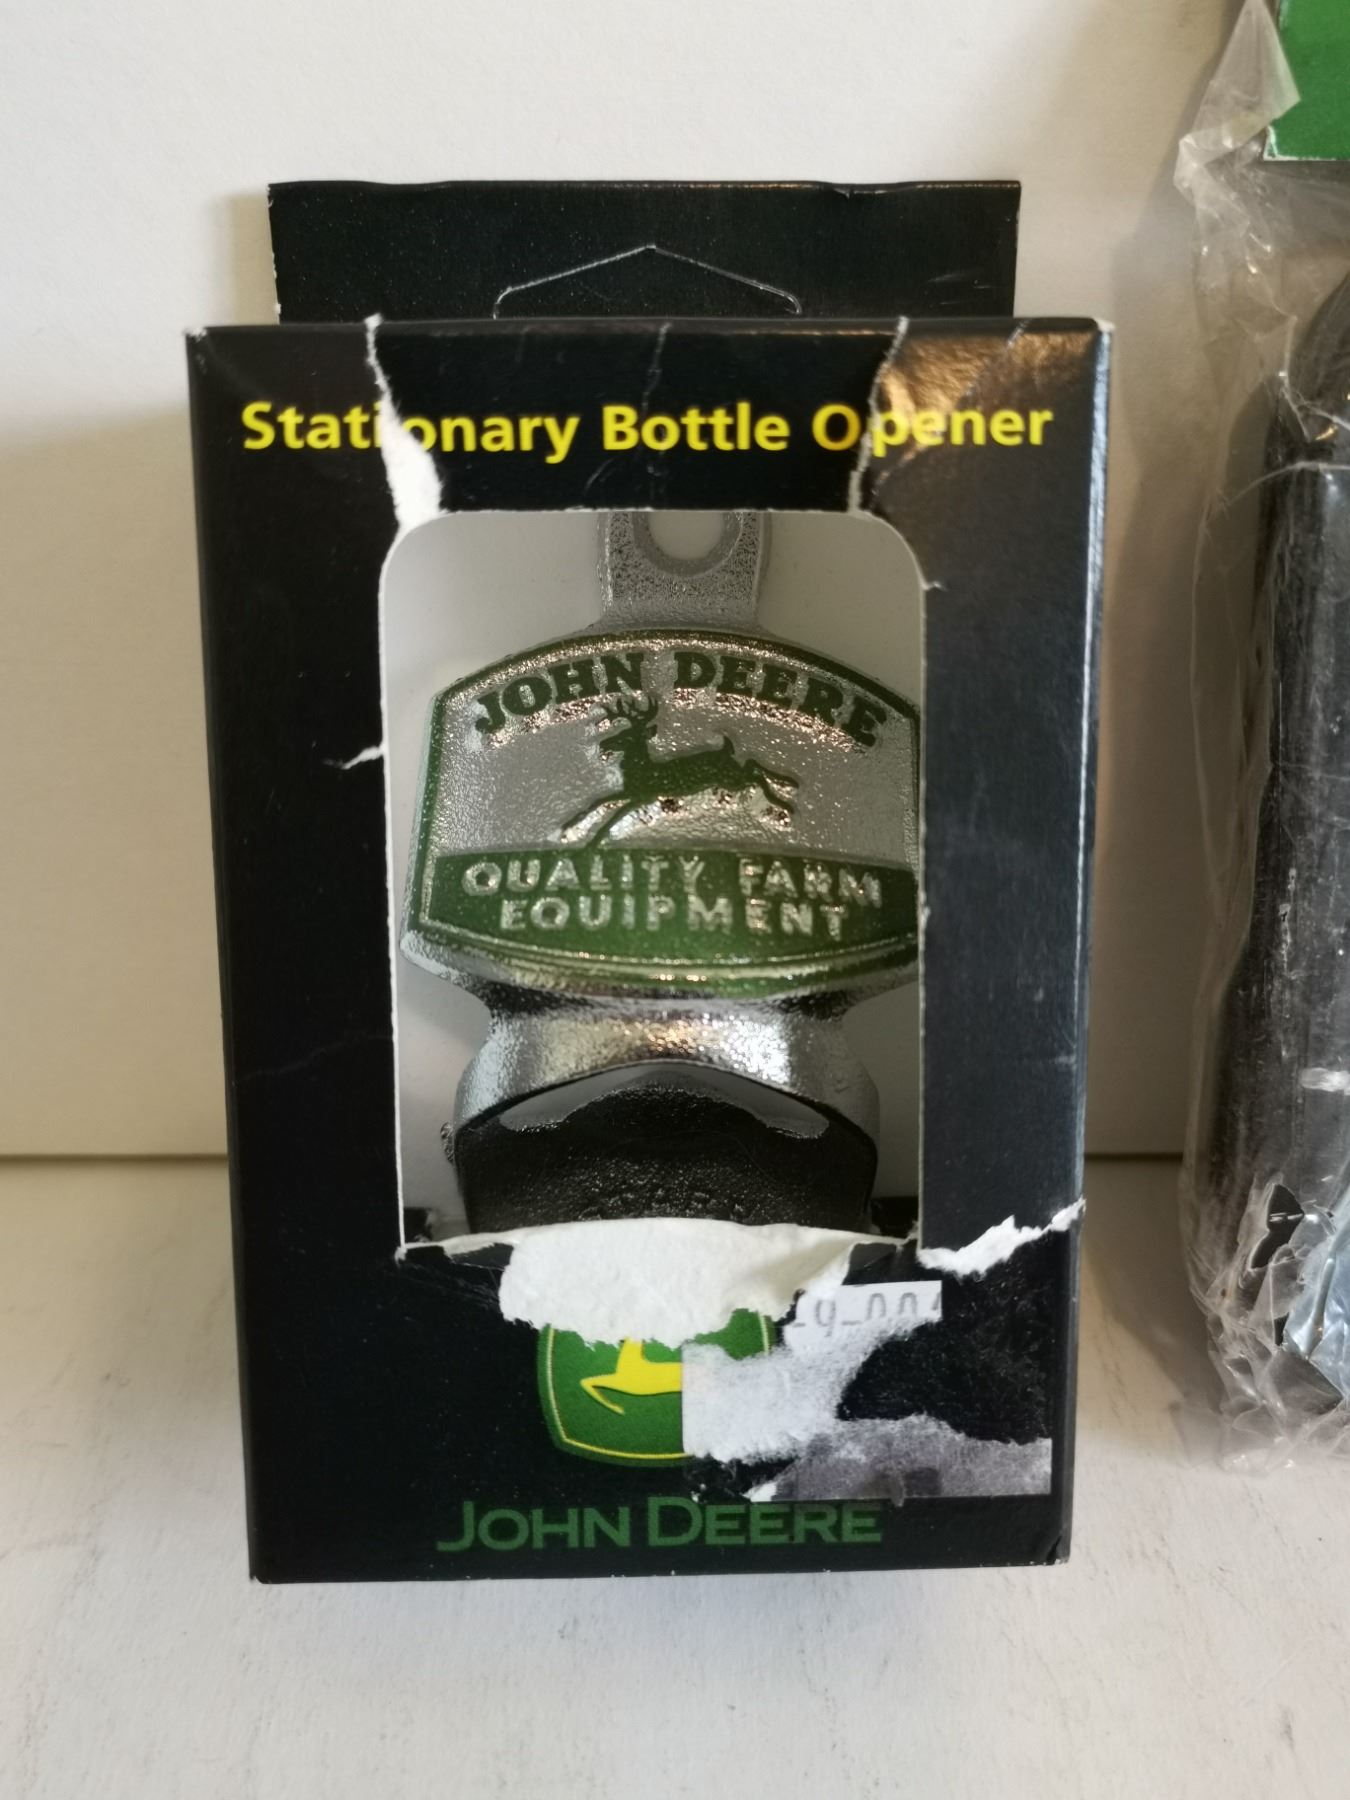 Stationary Bottle Opener
JOHN DEERE
QUALITY FARM
EQUIPMENT
JOHN DEERE